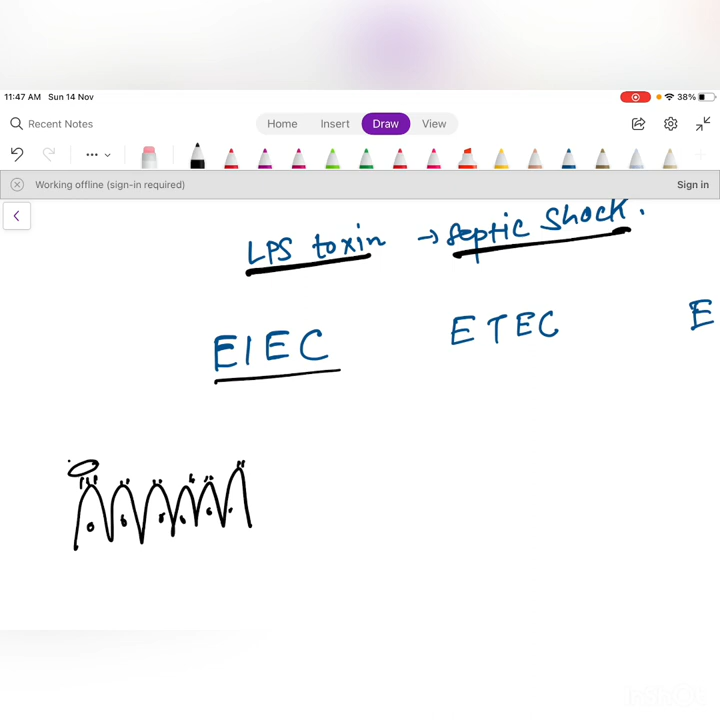 11:47 AM Sun 14 Nov 38%
Recent Notes Home Insert Draw View
Working offline (sign-in required) Sign in
LPS toxin → Septic Shock.
EIEC ETEC E